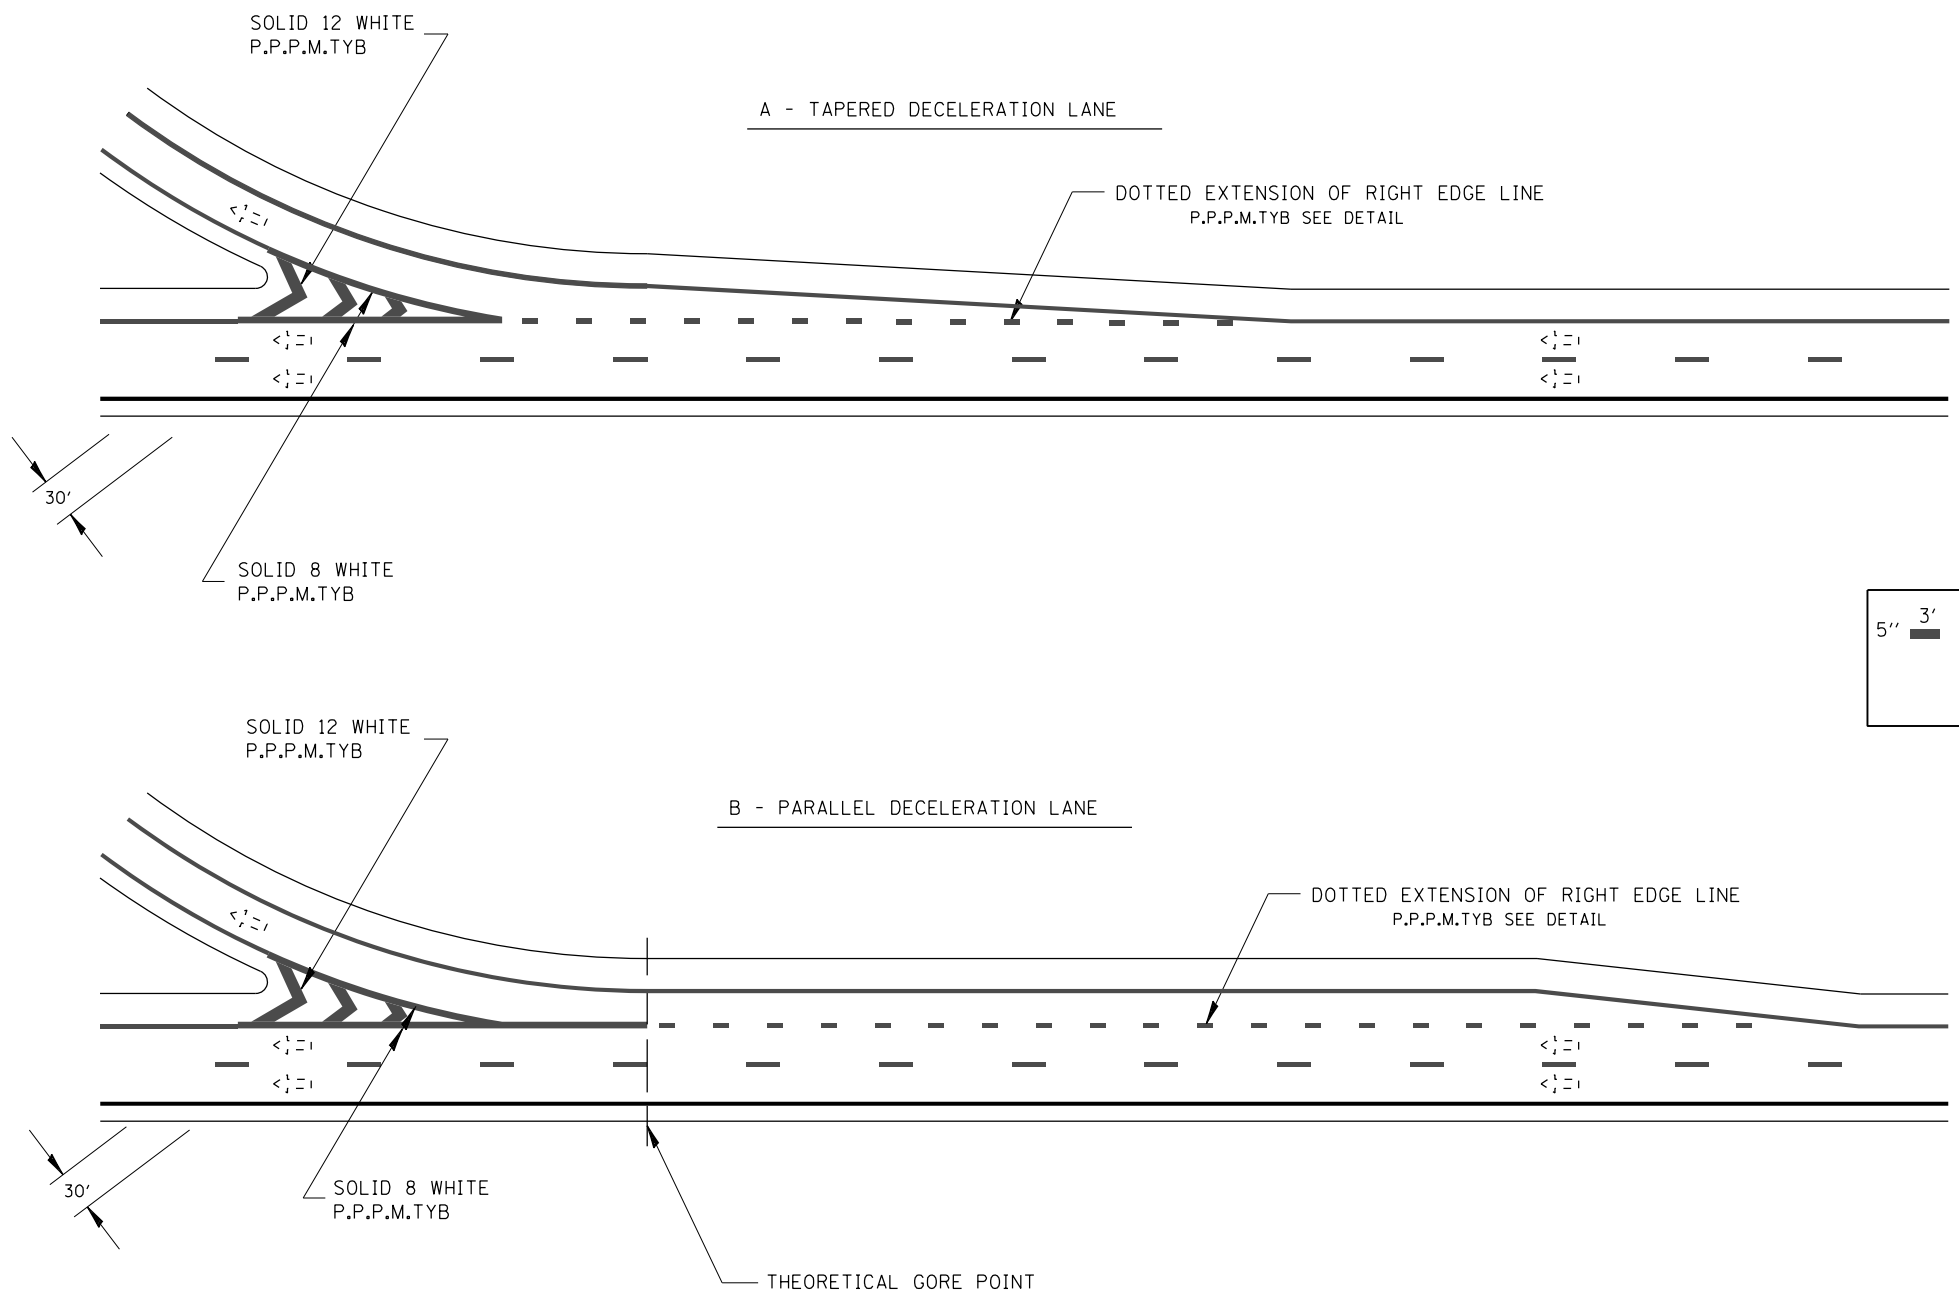 SOLID 12 WHITE
P.P.P.M.TYB
A - TAPERED DECELERATION LANE
DOTTED EXTENSION OF RIGHT EDGE LINE
P.P.P.M.TYB SEE DETAIL
30'
SOLID 8 WHITE
P.P.P.M.TYB
3'
5''
SOLID 12 WHITE
P.P.P.M.TYB
B - PARALLEL DECELERATION LANE
DOTTED EXTENSION OF RIGHT EDGE LINE
P.P.P.M.TYB SEE DETAIL
30'
SOLID 8 WHITE
P.P.P.M.TYB
THEORETICAL GORE POINT